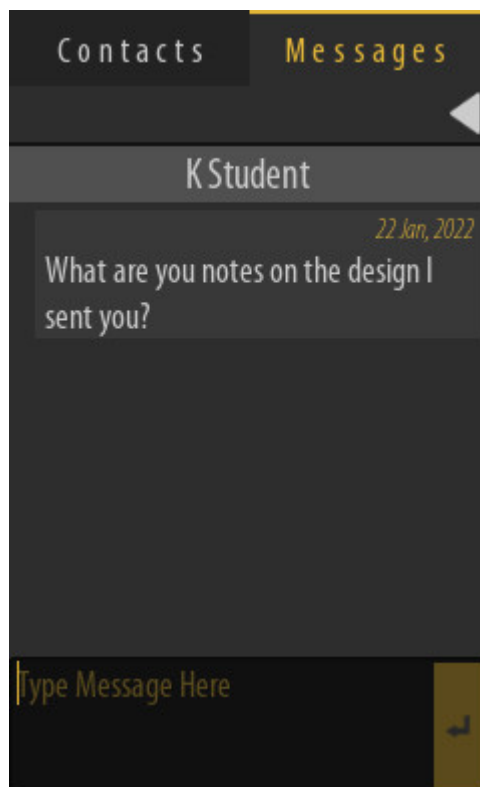 Contacts
Messages
K Student
22 Jan, 2022
What are you notes on the design I
sent you?
Type Message Here